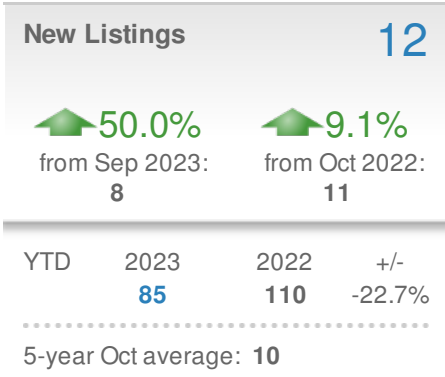 New Listings 12
50.0% 9.1%
from Sep 2023: from Oct 2022:
8 11
YTD 2023 2022 +/-
85 110 -22.7%
5-year Oct average: 10